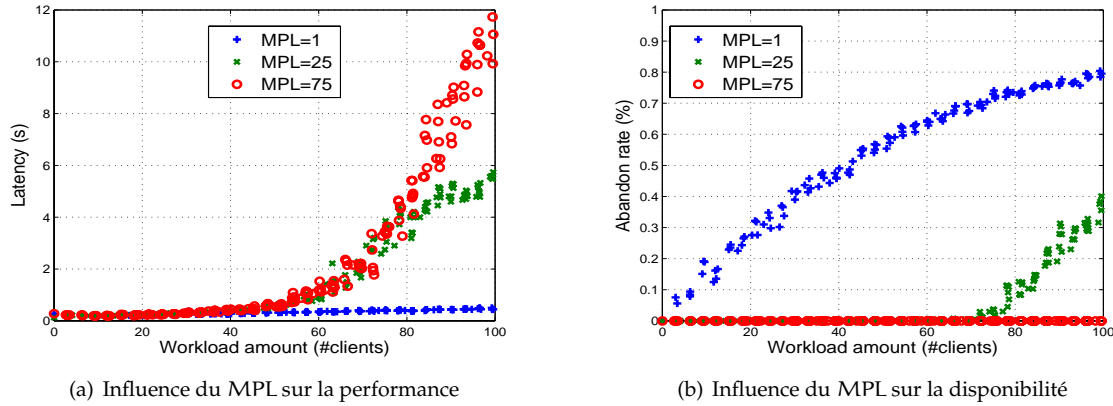 12
10
8
6
4
2
0
Latency (s)
MPL=1
MPL=25
MPL=75
0 20 40 60 80 100
Workload amount (#clients)
(a) Influence du MPL sur la performance
1
0.9
0.8
0.7
0.6
0.5
0.4
0.3
0.2
0.1
0
Abandon rate (%)
MPL=1
MPL=25
MPL=75
0 20 40 60 80 100
Workload amount (#clients)
(b) Influence du MPL sur la disponibilité